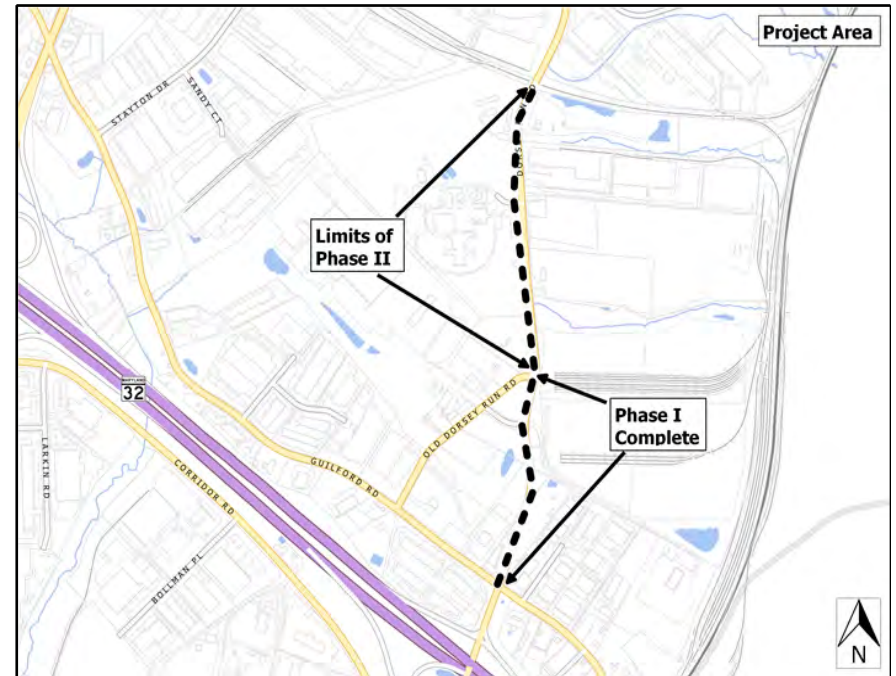 Project Area
STAYTON DR
SANDY CT
Limits of
Phase II
MARYLAND
32
OLD DORSEY RUN RD
Phase I
Complete
GUILFORD RD
LARKIN RD
CORRIDOR RD
BOLLMAN PL
N